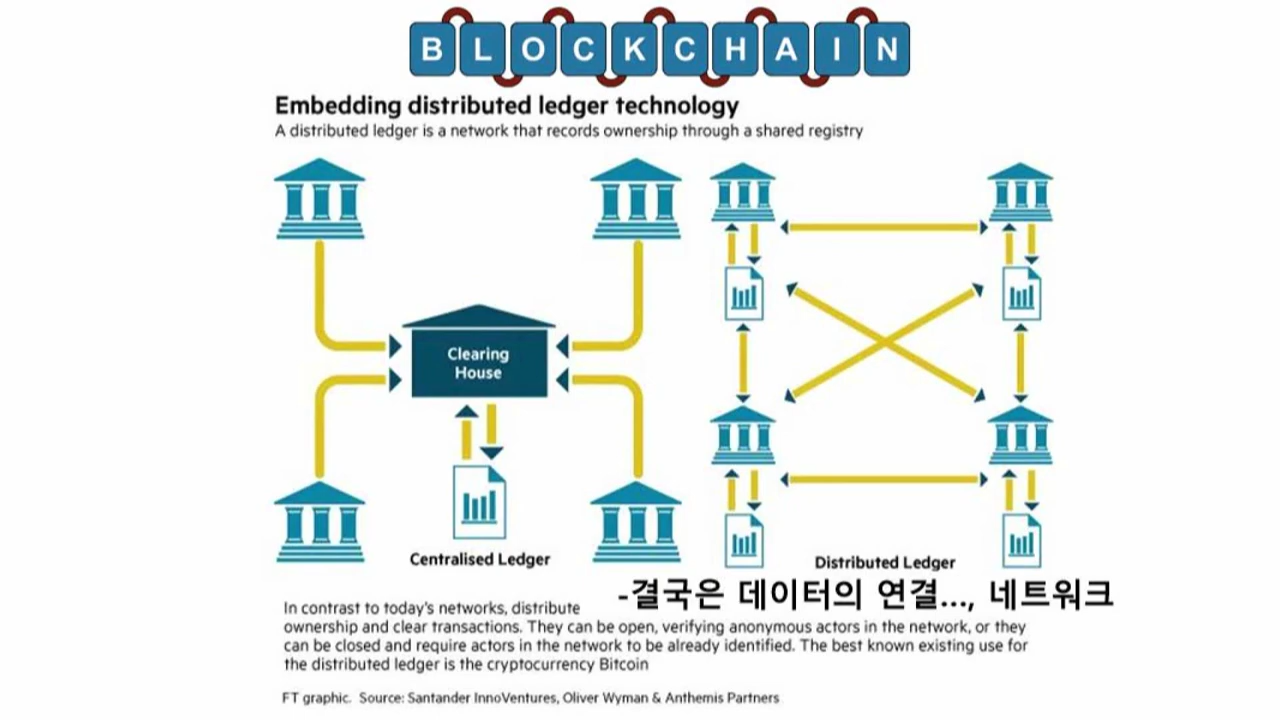 BLOCKCHAIN
Embedding distributed ledger technology
A distributed ledger is a network that records ownership through a shared registry
Clearing
House
Centralised Ledger
Distributed Ledger
-결국은 데이터의 연결..., 네트워크
In contrast to today's networks, distribute
ownership and clear transactions. They can be open, verifying anonymous actors in the network, or they
can be closed and require actors in the network to be already identified. The best known existing use for
the distributed ledger is the cryptocurrency Bitcoin
FT graphic. Source: Santander InnoVentures, Oliver Wyman & Anthemis Partners